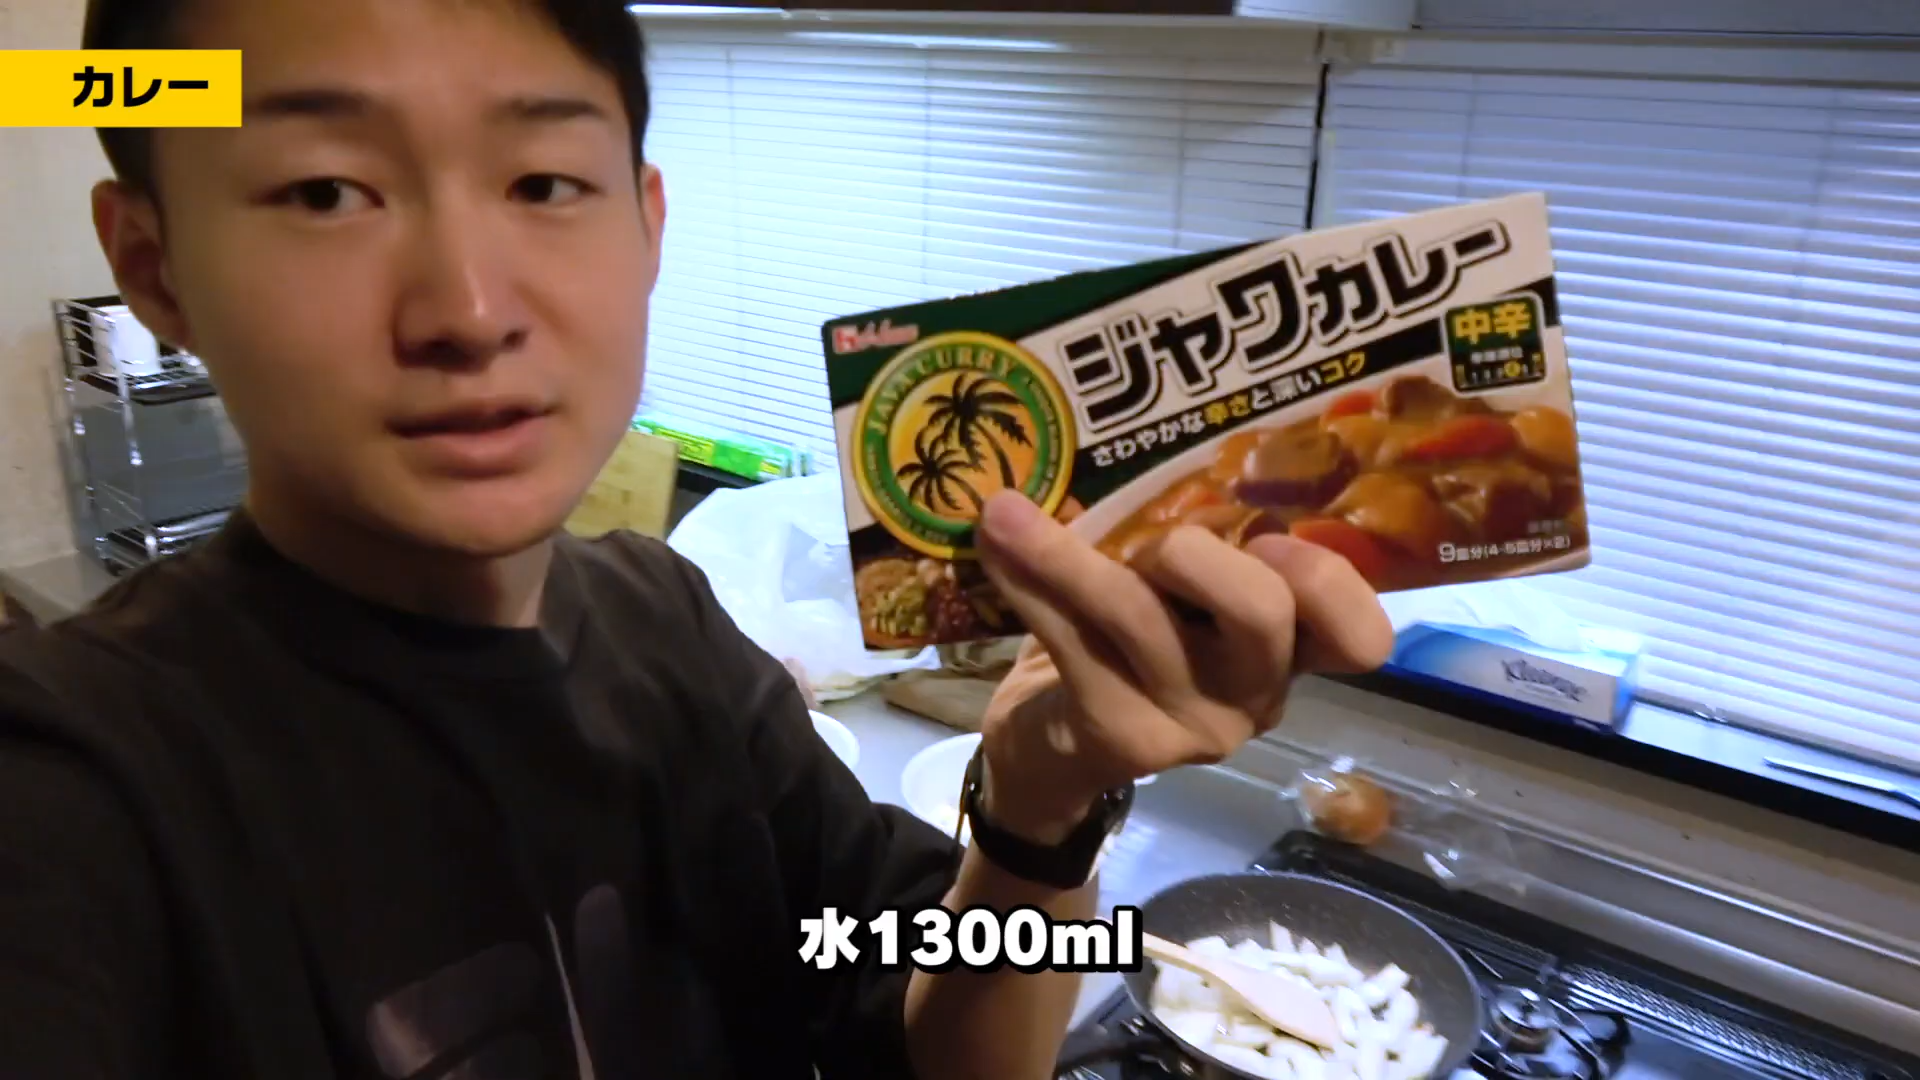 カレー
House
ジャワカレー
中辛
JAVA CURRY
さわやかな辛さと深いコク
9皿分(4-5皿分×2)
Kleenex
水1300ml